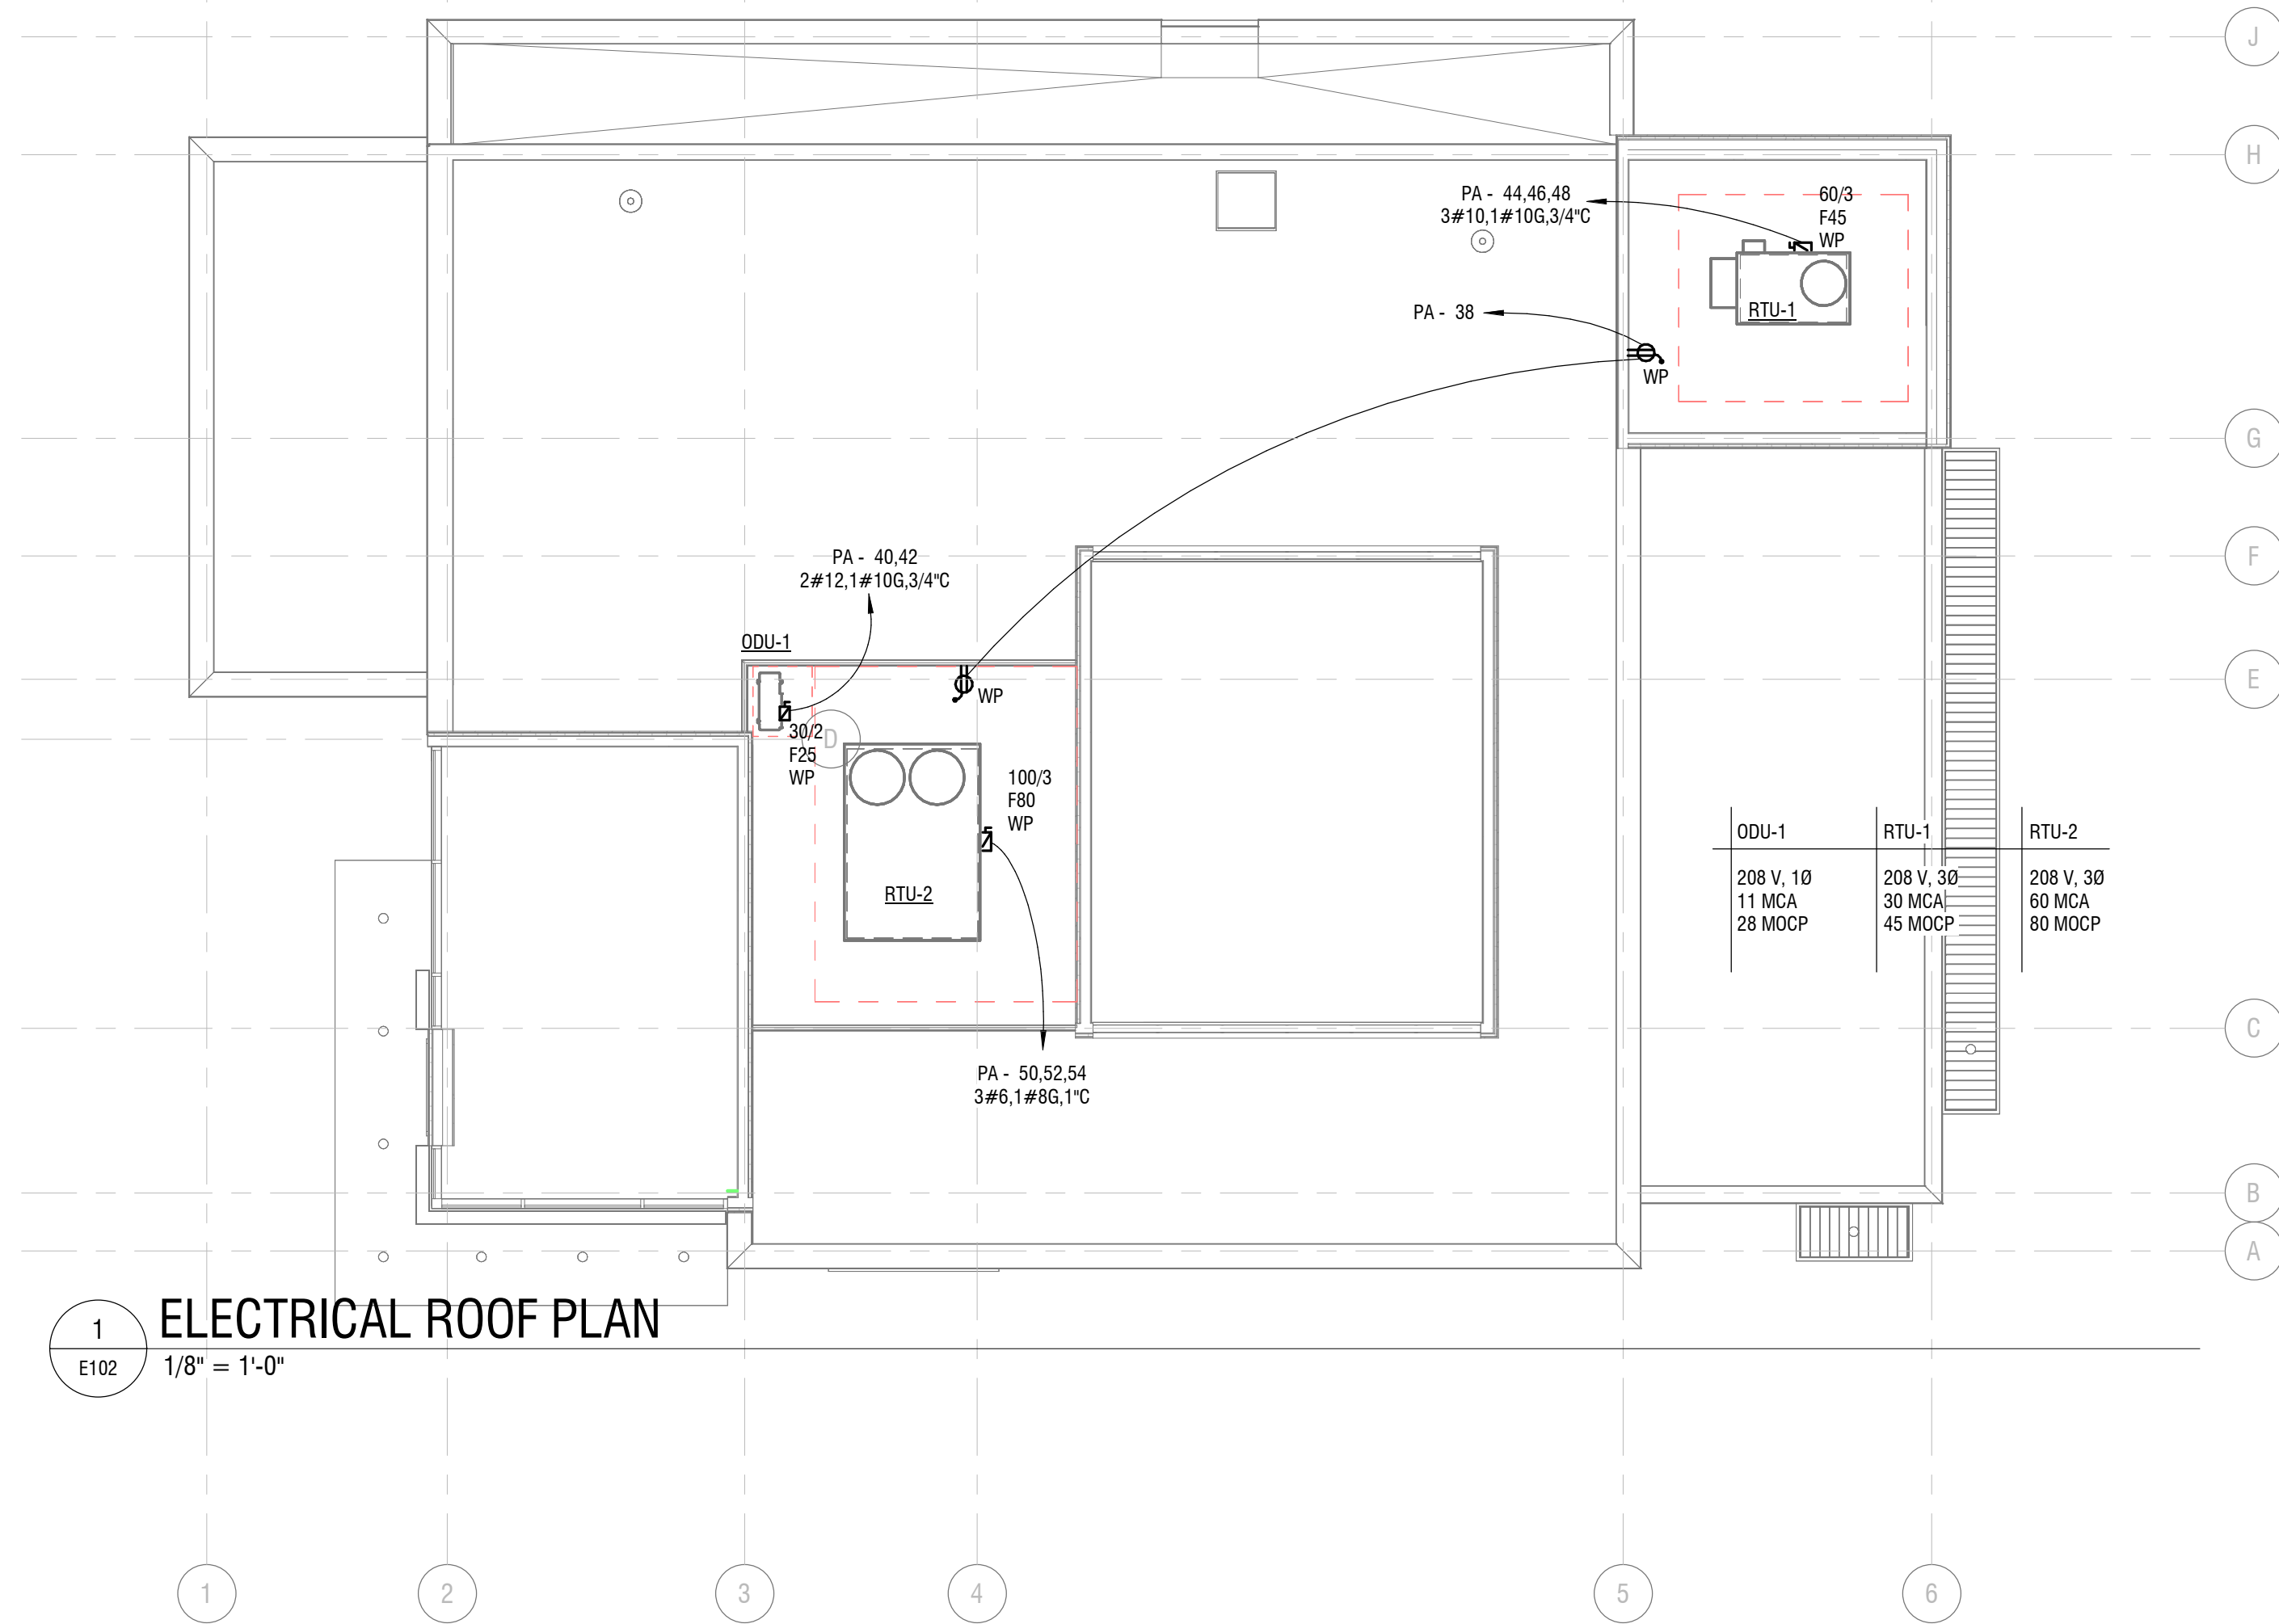 J
H
PA - 44,46,48
3#10,1#10G,3/4"C
60/3
F45
WP
RTU-1
PA - 38
WP
G
PA - 40,42
2#12,1#10G,3/4"C
F
ODU-1
E
WP
30/2
F25
WP
D
100/3
F80
WP
RTU-2
ODU-1
208 V, 1Ø
11 MCA
28 MOCP
RTU-1
208 V, 3Ø
30 MCA
45 MOCP
RTU-2
208 V, 3Ø
60 MCA
80 MOCP
C
PA - 50,52,54
3#6,1#8G,1"C
B
A
1
E102
ELECTRICAL ROOF PLAN
1/8" = 1'-0"
1
2
3
4
5
6